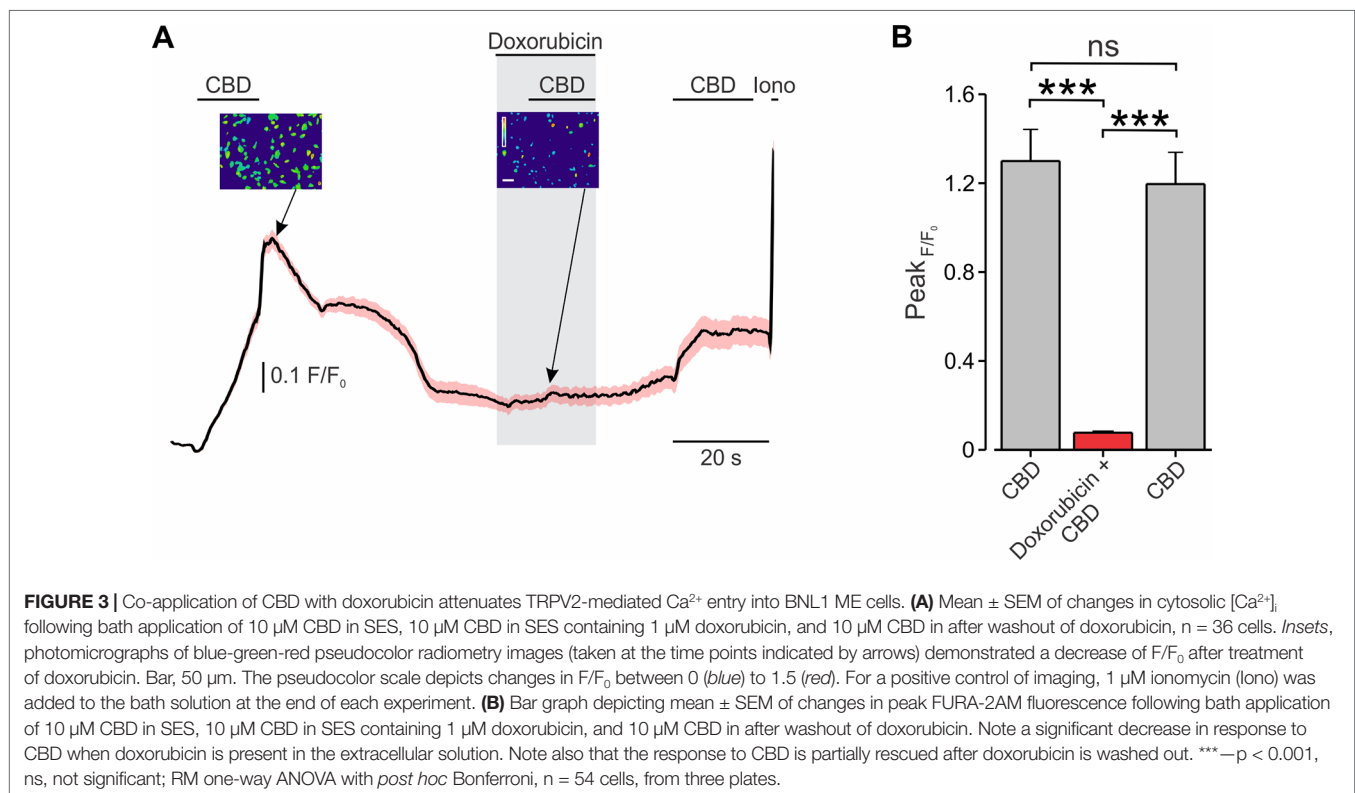 A
Doxorubicin
CBD
CBD
CBD
Iono
0.1 F/F₀
20 s
B
ns
***
***
1.6
1.2
0.8
0.4
0
Peak F/F₀
CBD
Doxorubicin +
CBD
CBD
FIGURE 3 | Co-application of CBD with doxorubicin attenuates TRPV2-mediated Ca²⁺ entry into BNL1 ME cells. (A) Mean ± SEM of changes in cytosolic [Ca²⁺]ᵢ
following bath application of 10 µM CBD in SES, 10 µM CBD in SES containing 1 µM doxorubicin, and 10 µM CBD in after washout of doxorubicin, n = 36 cells. Insets,
photomicrographs of blue-green-red pseudocolor radiometry images (taken at the time points indicated by arrows) demonstrated a decrease of F/F₀ after treatment
of doxorubicin. Bar, 50 µm. The pseudocolor scale depicts changes in F/F₀ between 0 (blue) to 1.5 (red). For a positive control of imaging, 1 µM ionomycin (Iono) was
added to the bath solution at the end of each experiment. (B) Bar graph depicting mean ± SEM of changes in peak FURA-2AM fluorescence following bath application
of 10 µM CBD in SES, 10 µM CBD in SES containing 1 µM doxorubicin, and 10 µM CBD in after washout of doxorubicin. Note a significant decrease in response to
CBD when doxorubicin is present in the extracellular solution. Note also that the response to CBD is partially rescued after doxorubicin is washed out. ***—p < 0.001,
ns, not significant; RM one-way ANOVA with post hoc Bonferroni, n = 54 cells, from three plates.